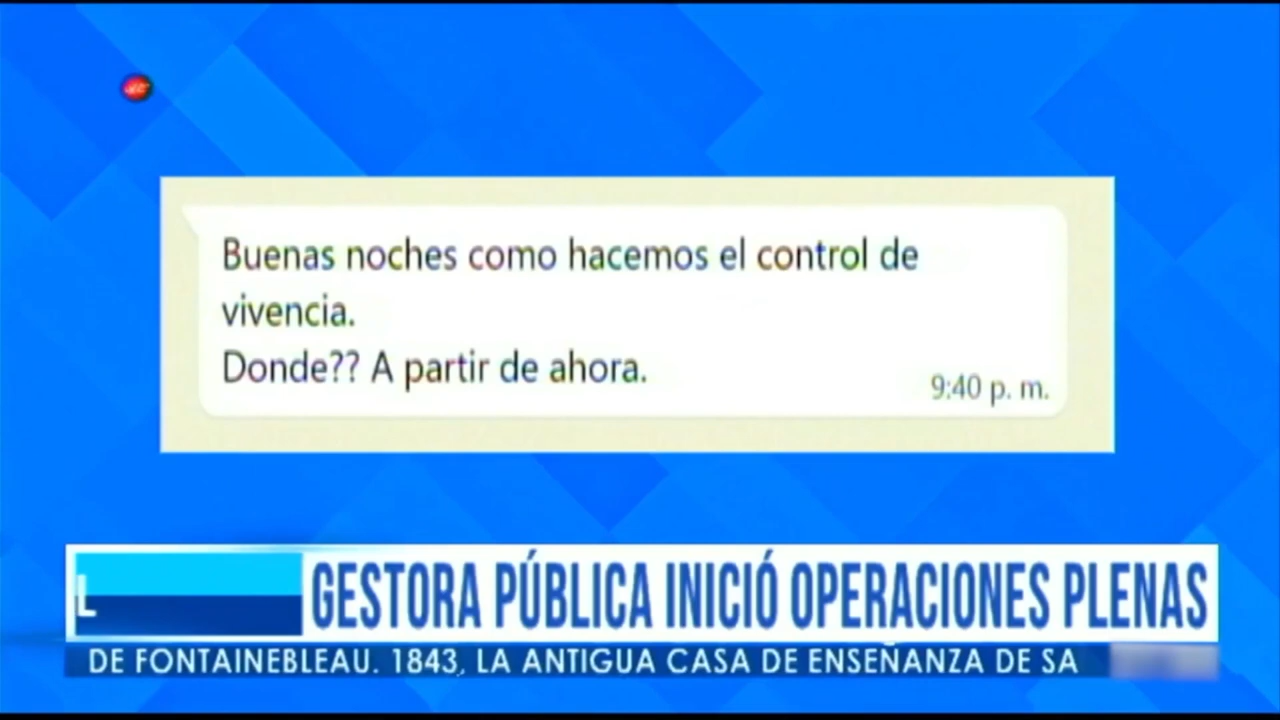 Buenas noches como hacemos el control de
vivencia.
Donde?? A partir de ahora.
9:40 p. m.
L
GESTORA PÚBLICA INICIÓ OPERACIONES PLENAS
DE FONTAINEBLEAU. 1843, LA ANTIGUA CASA DE ENSEÑANZA DE SA